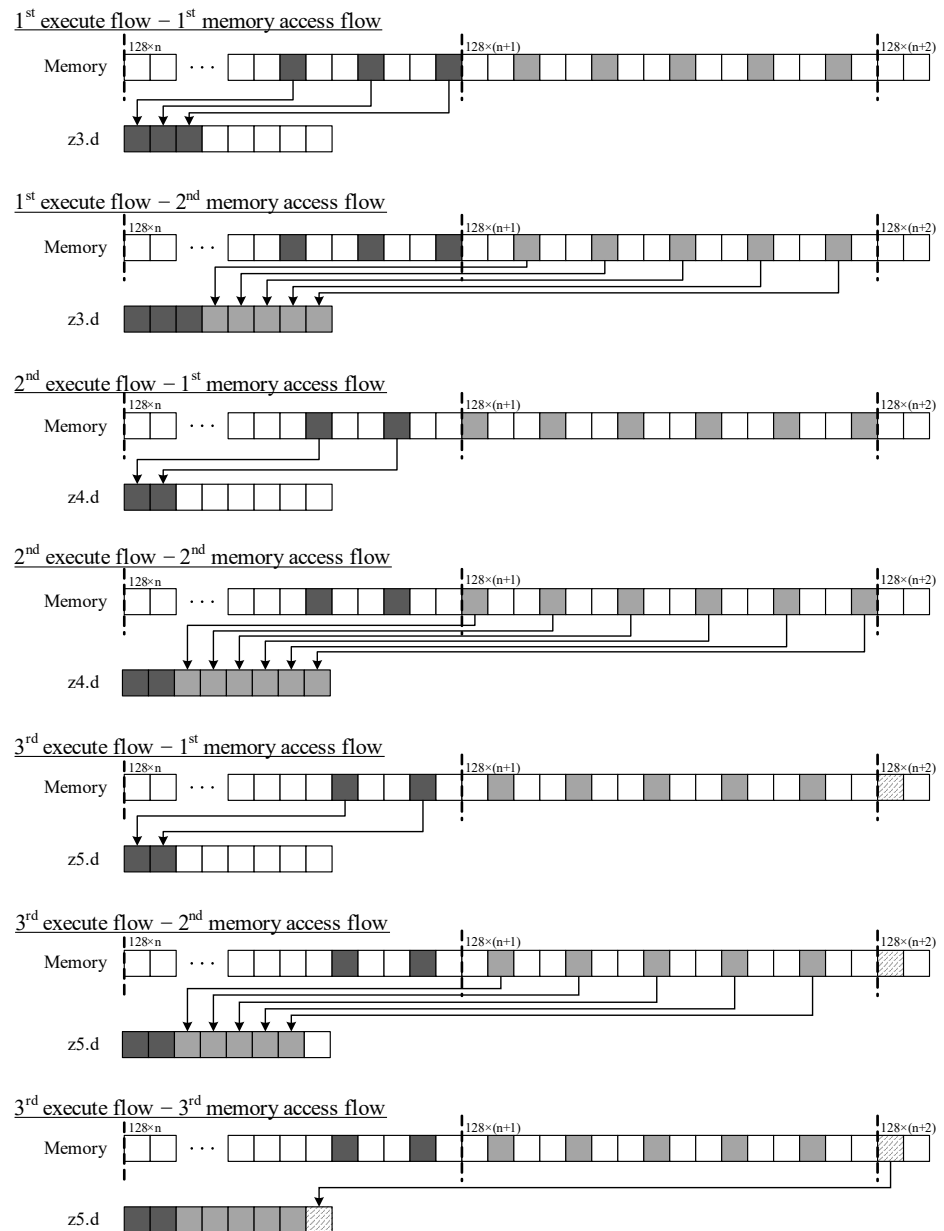 1st execute flow − 1st memory access flow
128×n 128×(n+1) 128×(n+2)
Memory · · ·
z3.d
1st execute flow − 2nd memory access flow
128×n 128×(n+1) 128×(n+2)
Memory · · ·
z3.d
2nd execute flow − 1st memory access flow
128×n 128×(n+1) 128×(n+2)
Memory · · ·
z4.d
2nd execute flow − 2nd memory access flow
128×n 128×(n+1) 128×(n+2)
Memory · · ·
z4.d
3rd execute flow − 1st memory access flow
128×n 128×(n+1) 128×(n+2)
Memory · · ·
z5.d
3rd execute flow − 2nd memory access flow
128×n 128×(n+1) 128×(n+2)
Memory · · ·
z5.d
3rd execute flow − 3rd memory access flow
128×n 128×(n+1) 128×(n+2)
Memory · · ·
z5.d